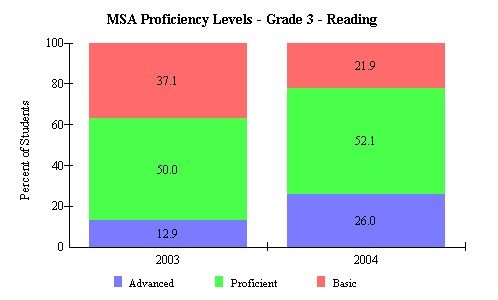 MSA Proficiency Levels - Grade 3 - Reading
Percent of Students
100
80
60
40
20
0
37.1
50.0
12.9
21.9
52.1
26.0
2003
2004
Advanced
Proficient
Basic